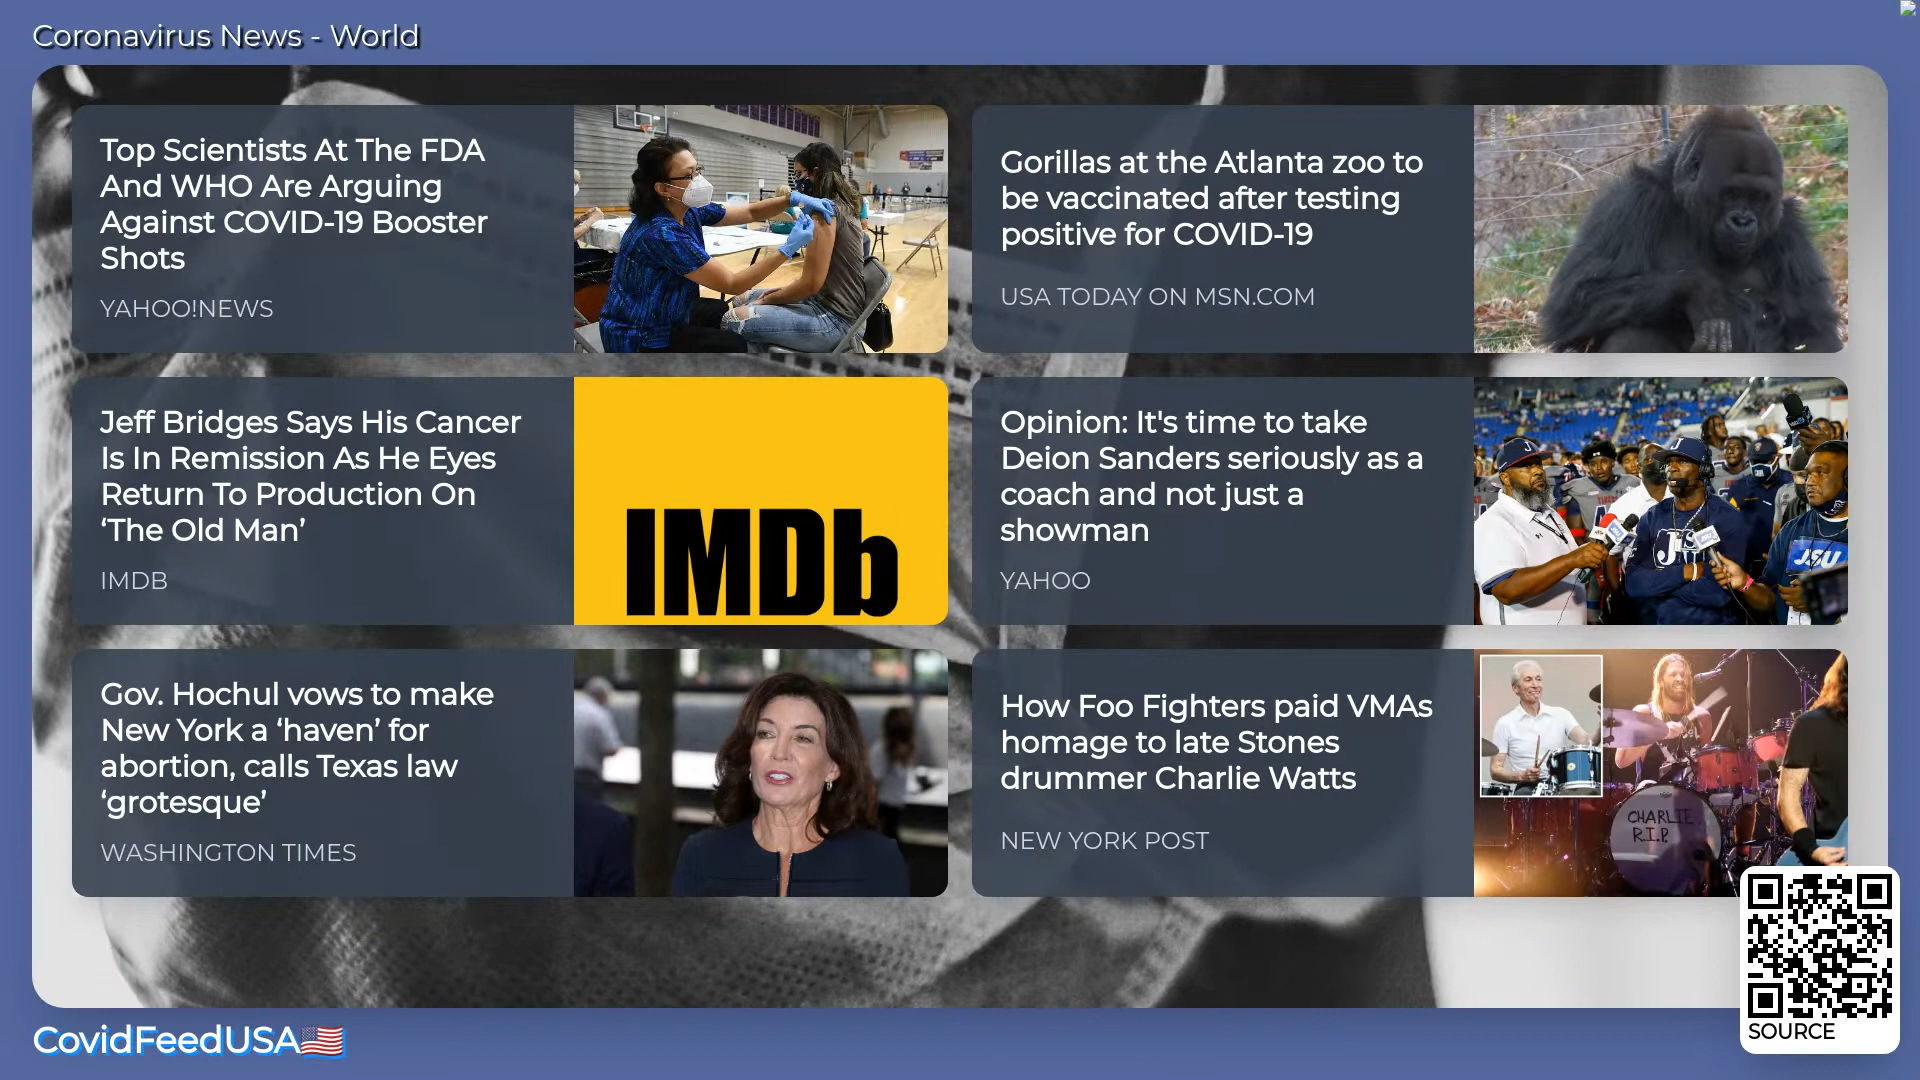 Coronavirus News - World
Top Scientists At The FDA
And WHO Are Arguing
Against COVID-19 Booster
Shots
YAHOO!NEWS
Gorillas at the Atlanta zoo to
be vaccinated after testing
positive for COVID-19
USA TODAY ON MSN.COM
Jeff Bridges Says His Cancer
Is In Remission As He Eyes
Return To Production On
‘The Old Man’
IMDB
IMDb
Opinion: It's time to take
Deion Sanders seriously as a
coach and not just a
showman
YAHOO
JSU
Gov. Hochul vows to make
New York a ‘haven’ for
abortion, calls Texas law
‘grotesque’
WASHINGTON TIMES
How Foo Fighters paid VMAs
homage to late Stones
drummer Charlie Watts
NEW YORK POST
CHARLIE
R.I.P.
SOURCE
CovidFeedUSA🇺🇸